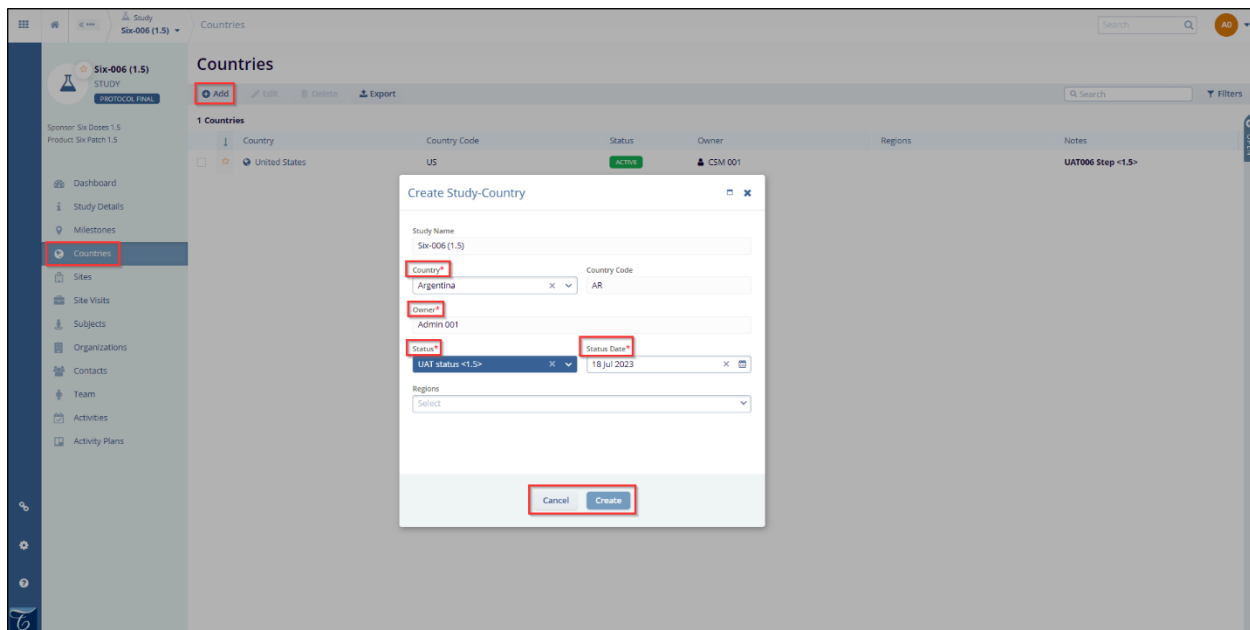 Study
Six-006 (1.5)
Countries
Search
AO
Six-006 (1.5)
STUDY
PROTOCOL FINAL
Sponsor Six Doses 1.5
Product Six Patch 1.5
Dashboard
Study Details
Milestones
Countries
Sites
Site Visits
Subjects
Organizations
Contacts
Team
Activities
Activity Plans
Countries
Add Edit Delete Export
Search
Filters
1 Countries
Country Country Code Status Owner Regions Notes
United States US ACTIVE CSM 001 UAT006 Step <1.5>
Create Study-Country
Study Name
Six-006 (1.5)
Country* Country Code
Argentina AR
Owner*
Admin 001
Status* Status Date*
UAT status <1.5> 18 Jul 2023
Regions
Select
Cancel Create